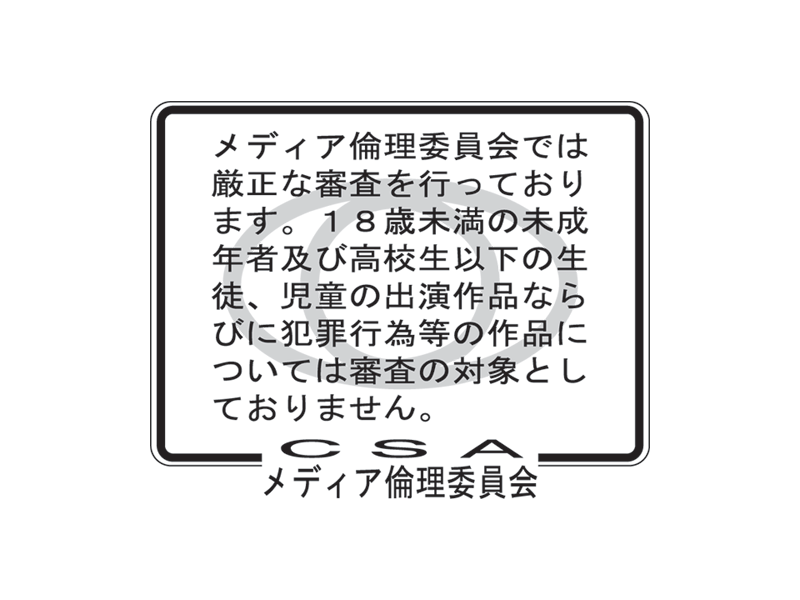 メディア倫理委員会では
厳正な審査を行っており
ます。１８歳未満の未成
年者及び高校生以下の生
徒、児童の出演作品なら
びに犯罪行為等の作品に
ついては審査の対象とし
ておりません。
CSA
メディア倫理委員会